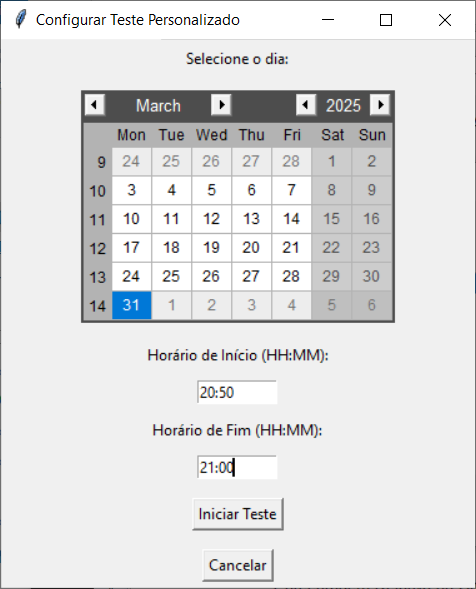 Configurar Teste Personalizado
Selecione o dia:
March 2025
Mon Tue Wed Thu Fri Sat Sun
9 24 25 26 27 28 1 2
10 3 4 5 6 7 8 9
11 10 11 12 13 14 15 16
12 17 18 19 20 21 22 23
13 24 25 26 27 28 29 30
14 31 1 2 3 4 5 6
Horário de Início (HH:MM):
20:50
Horário de Fim (HH:MM):
21:00
Iniciar Teste
Cancelar